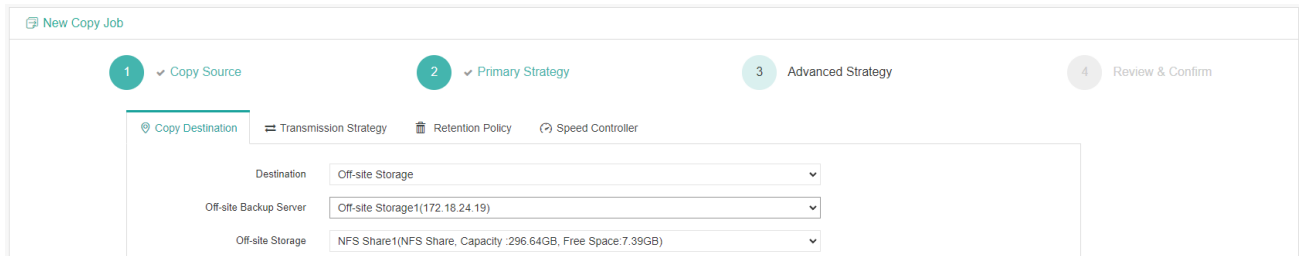 New Copy Job
1 Copy Source 2 Primary Strategy 3 Advanced Strategy 4 Review & Confirm
Copy Destination Transmission Strategy Retention Policy Speed Controller
Destination Off-site Storage
Off-site Backup Server Off-site Storage1(172.18.24.19)
Off-site Storage NFS Share1(NFS Share, Capacity :296.64GB, Free Space:7.39GB)